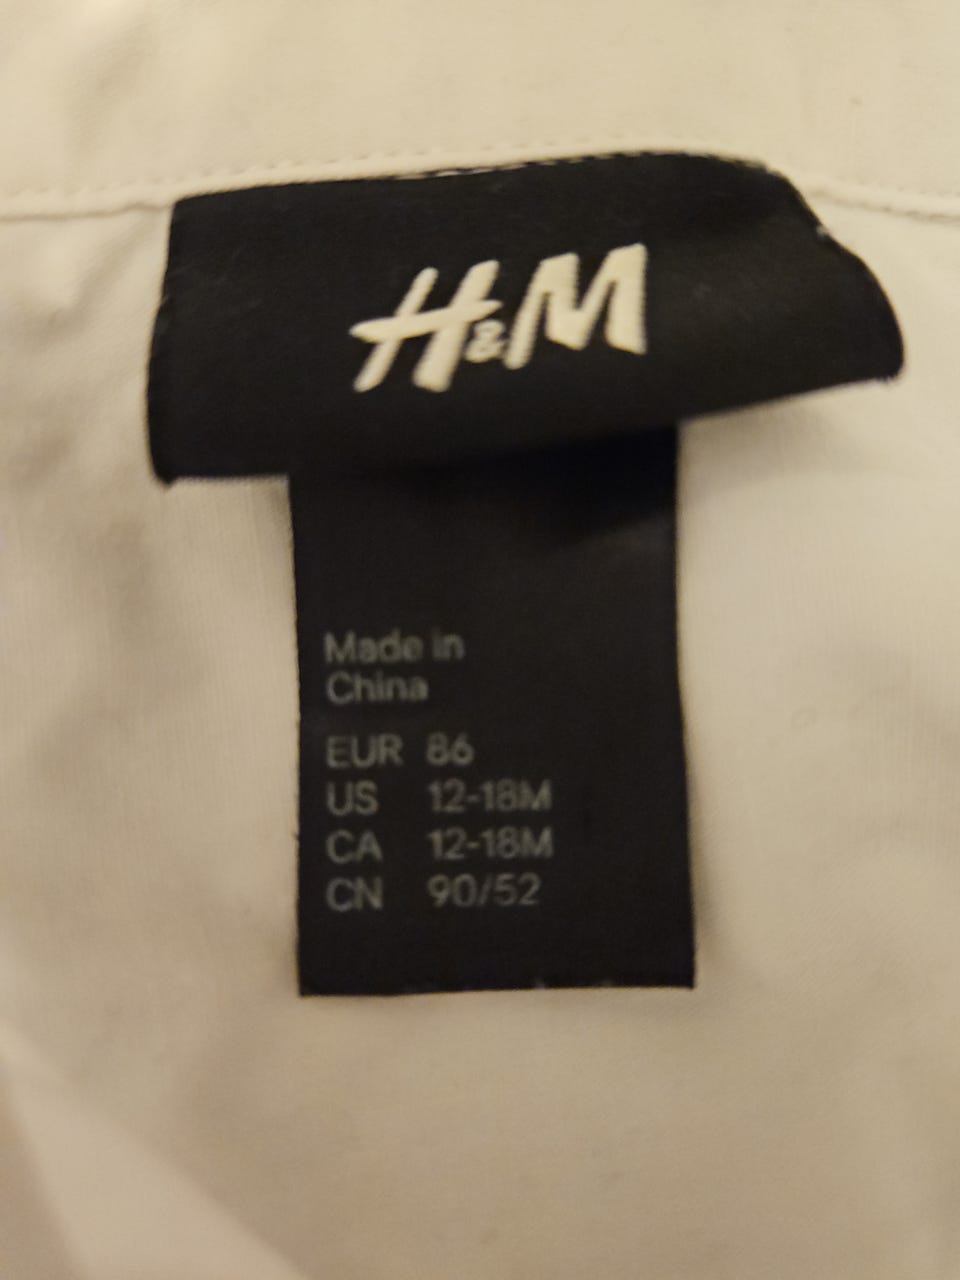 H&M
Made in
China
EUR 86
US 12-18M
CA 12-18M
CN 90/52